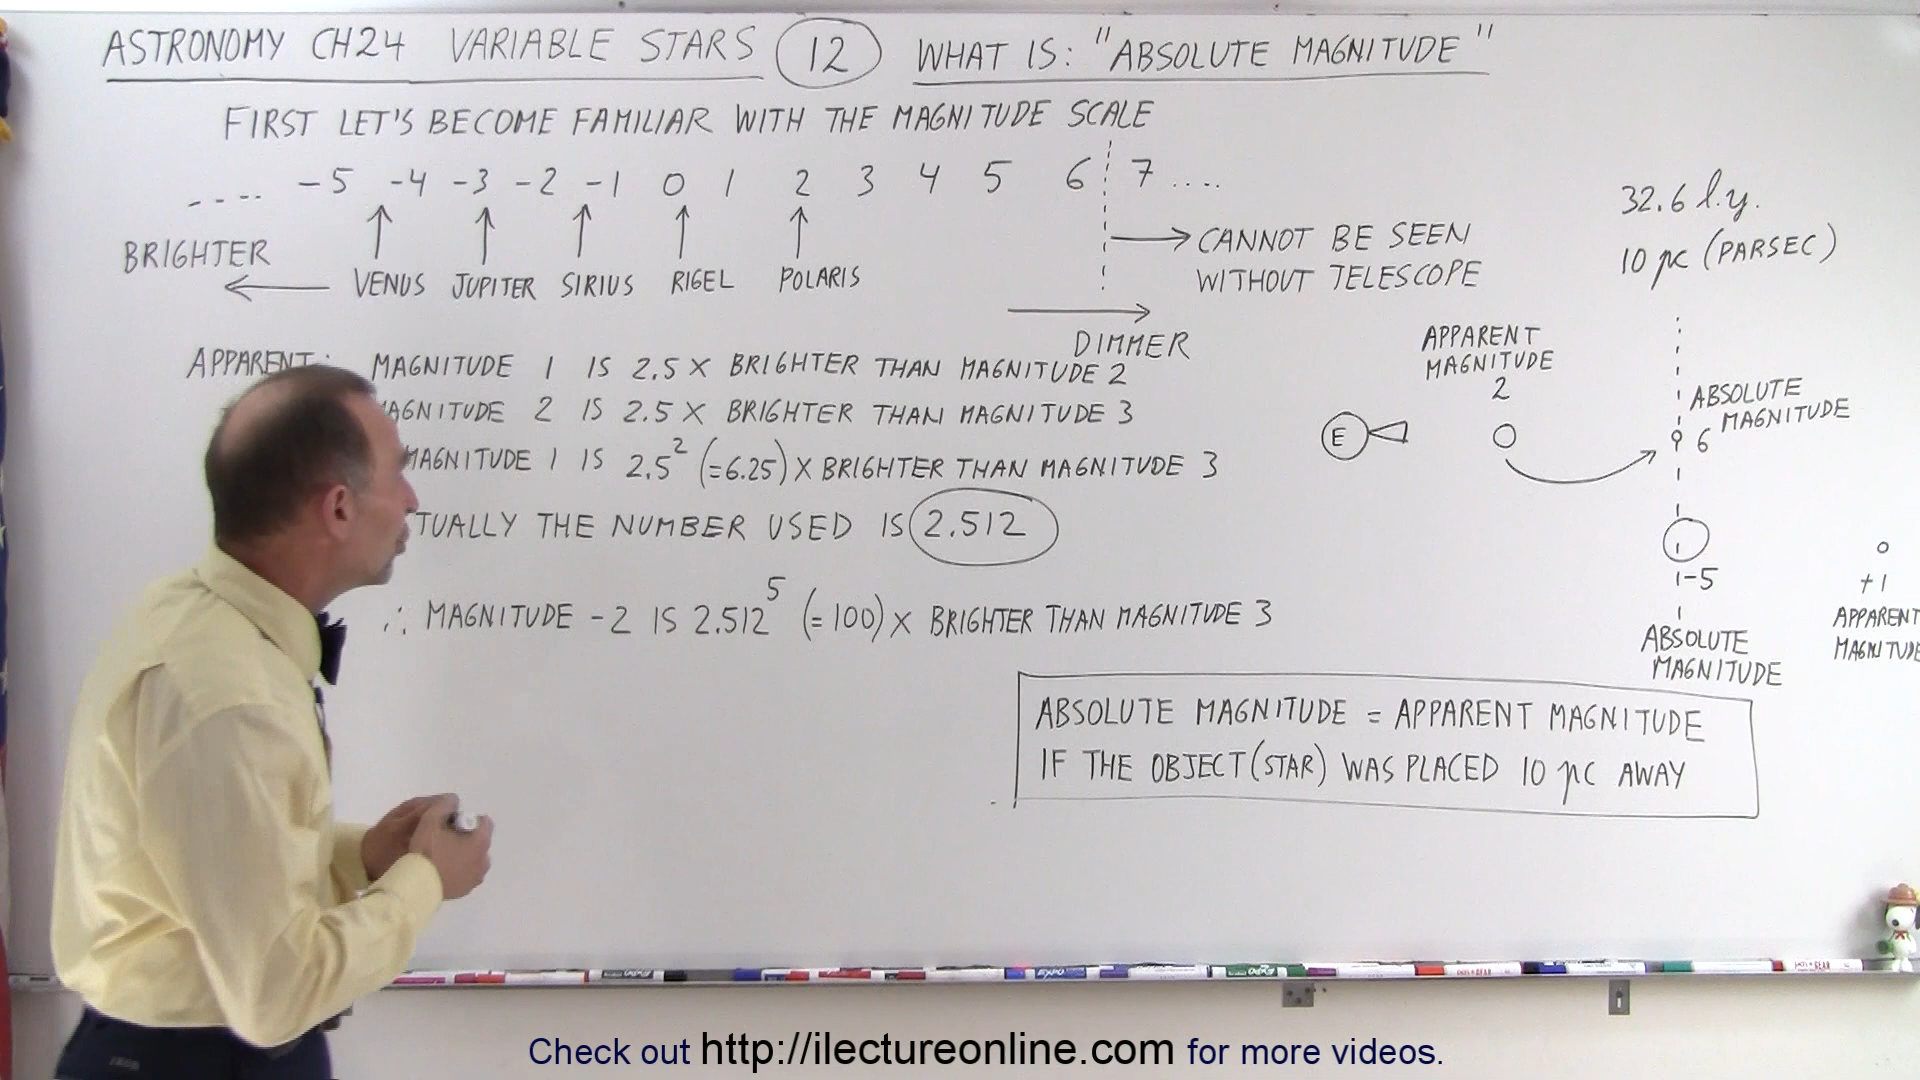 ASTRONOMY CH24 VARIABLE STARS 12 WHAT IS: "ABSOLUTE MAGNITUDE"
FIRST LET'S BECOME FAMILIAR WITH THE MAGNITUDE SCALE
.... -5 -4 -3 -2 -1 0 1 2 3 4 5 6 7 ....
BRIGHTER
VENUS JUPITER SIRIUS RIGEL POLARIS
CANNOT BE SEEN
WITHOUT TELESCOPE
DIMMER
32.6 l.y.
10 pc (PARSEC)
APPARENT: MAGNITUDE 1 IS 2.5 X BRIGHTER THAN MAGNITUDE 2
MAGNITUDE 2 IS 2.5 X BRIGHTER THAN MAGNITUDE 3
MAGNITUDE 1 IS 2.5² (=6.25) X BRIGHTER THAN MAGNITUDE 3
TUALLY THE NUMBER USED IS 2.512
∴ MAGNITUDE -2 IS 2.512⁵ (=100) X BRIGHTER THAN MAGNITUDE 3
APPARENT
MAGNITUDE
2
ABSOLUTE
MAGNITUDE
E
6
-5
ABSOLUTE
MAGNITUDE
+1
APPARENT
MAGNITUDE
ABSOLUTE MAGNITUDE = APPARENT MAGNITUDE
IF THE OBJECT (STAR) WAS PLACED 10 pc AWAY
EXPO
Check out http://ilectureonline.com for more videos.